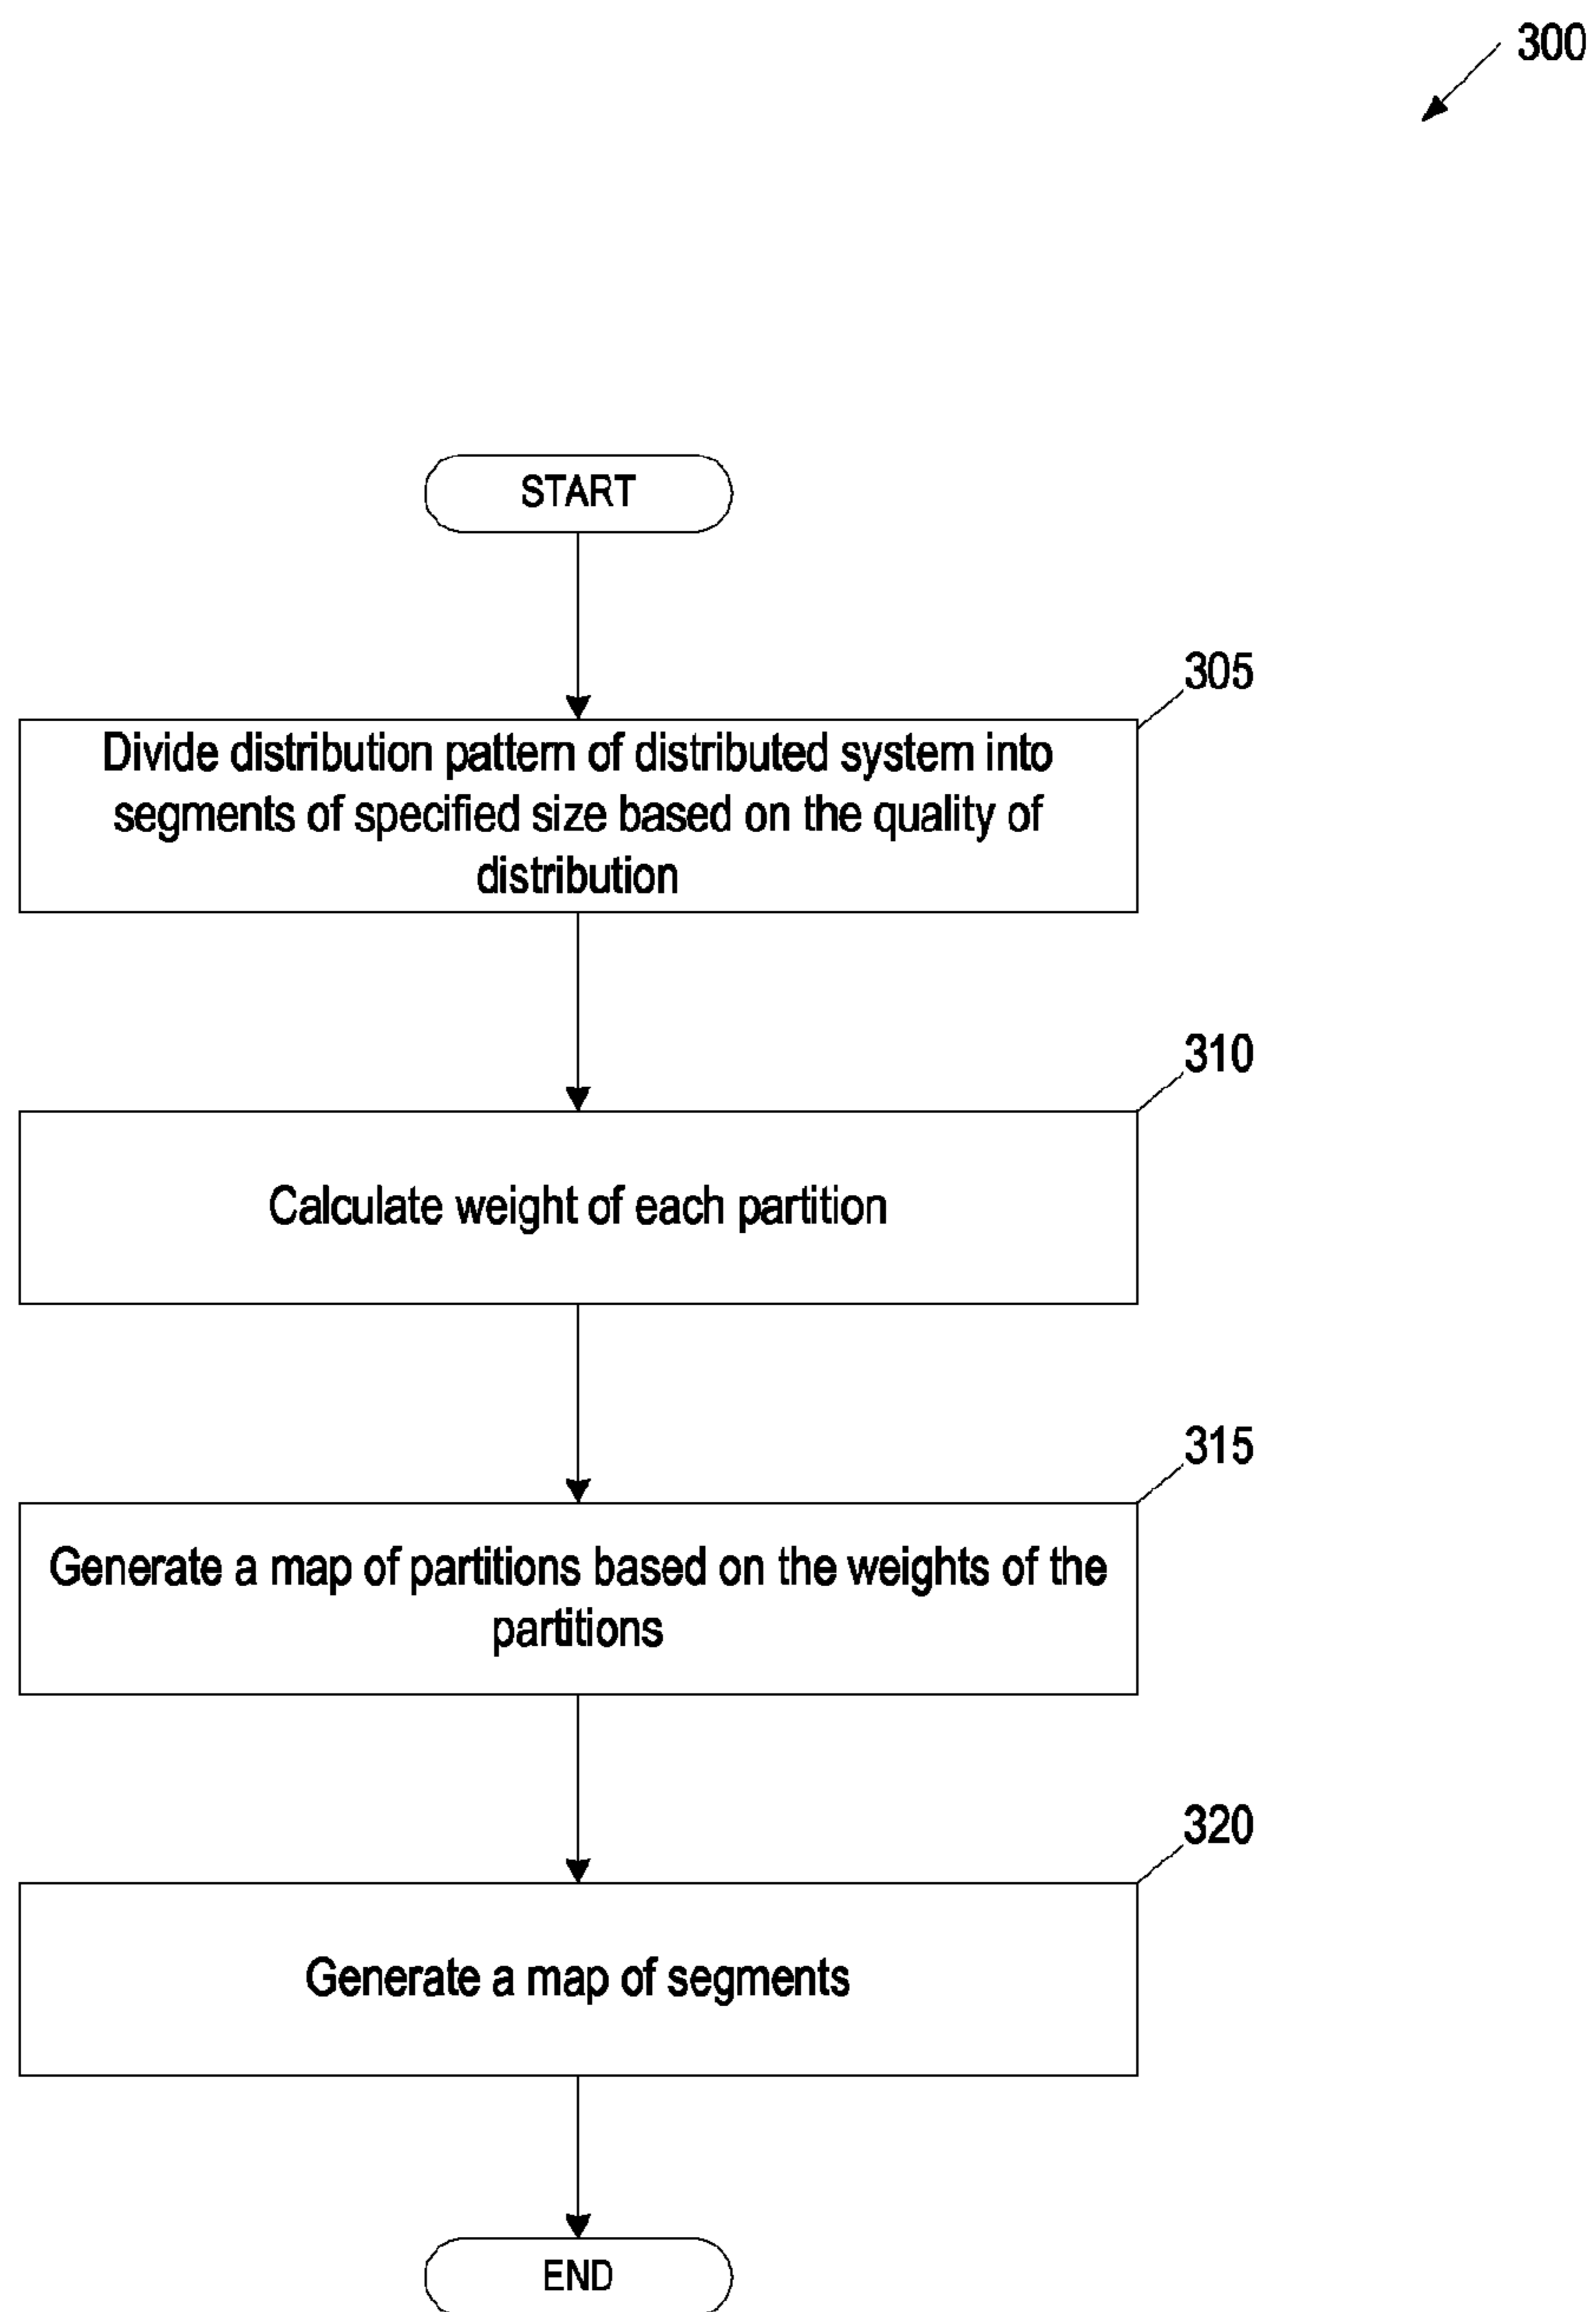 300
START
305
Divide distribution pattern of distributed system into
segments of specified size based on the quality of
distribution
310
Calculate weight of each partition
315
Generate a map of partitions based on the weights of the
partitions
320
Generate a map of segments
END